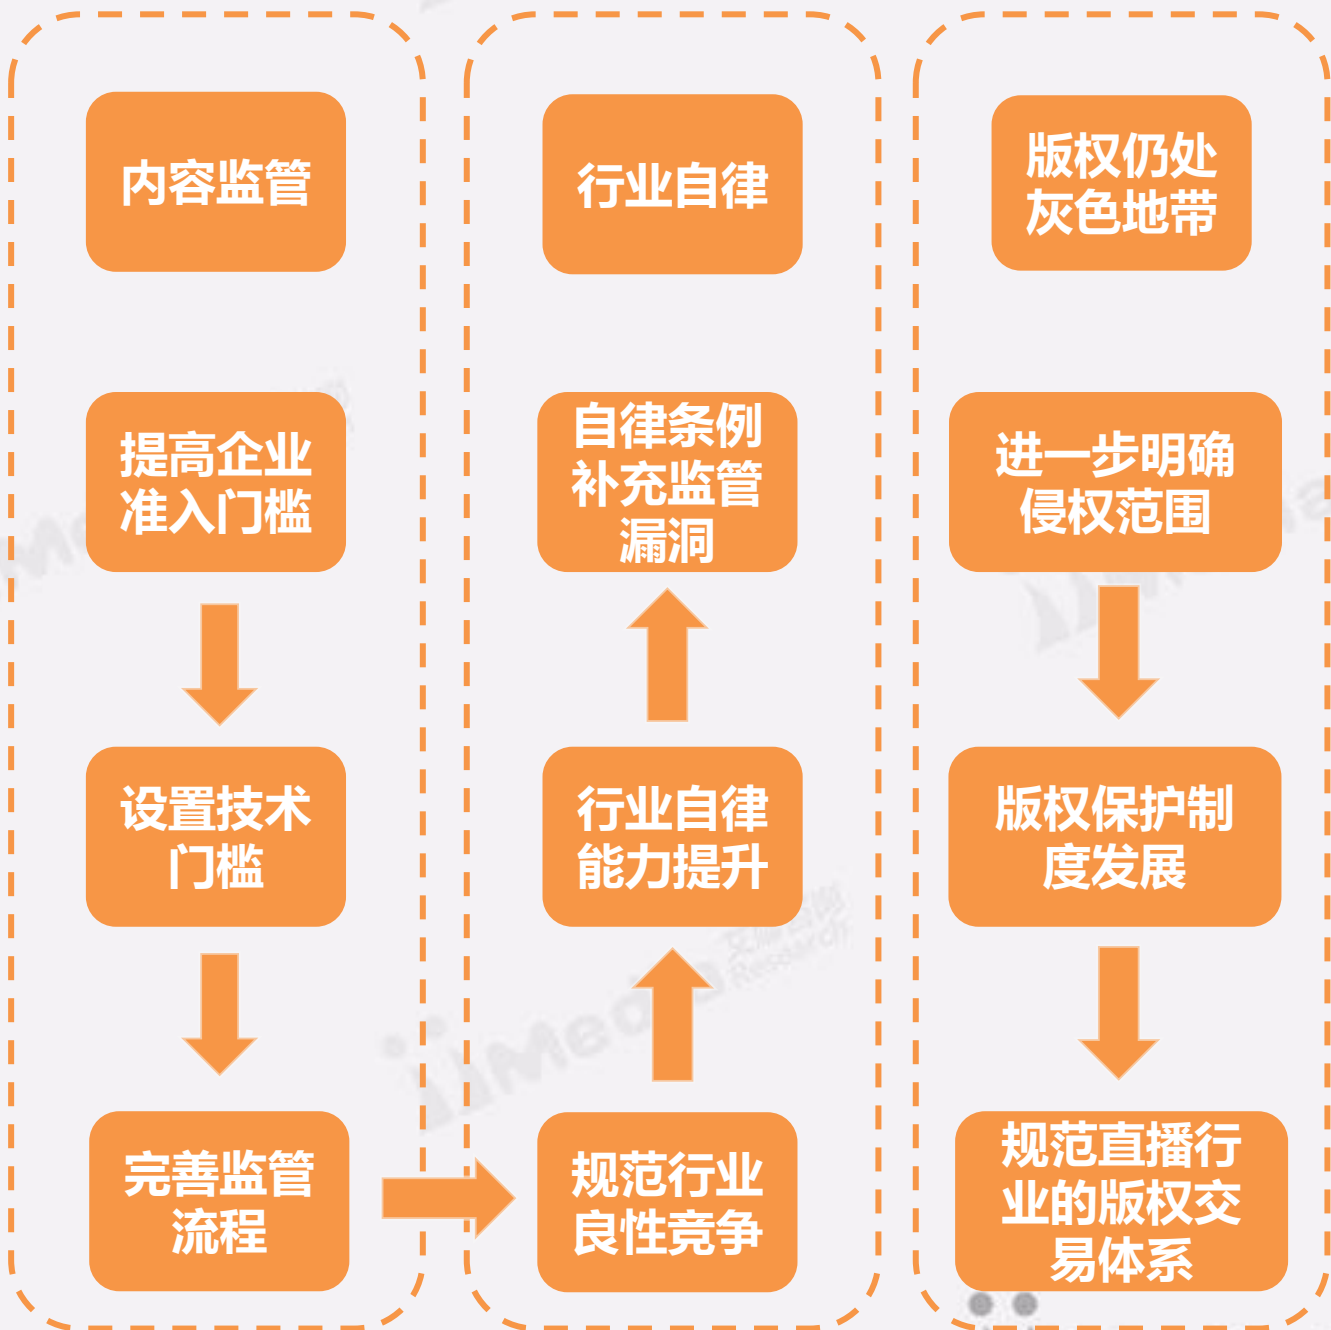 内容监管
提高企业
准入门槛
设置技术
门槛
完善监管
流程
行业自律
自律条例
补充监管
漏洞
行业自律
能力提升
规范行业
良性竞争
版权仍处
灰色地带
进一步明确
侵权范围
版权保护制
度发展
规范直播行
业的版权交
易体系
iiMedia
Research